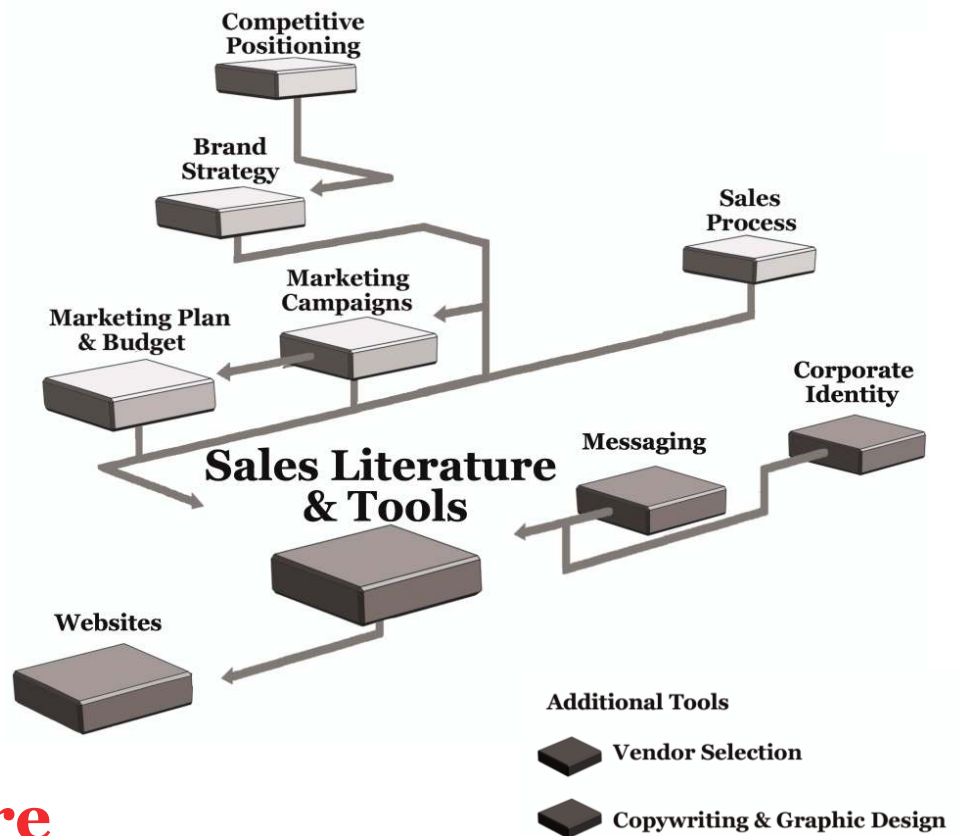 Competitive
Positioning
Brand
Strategy
Sales
Process
Marketing
Campaigns
Marketing Plan
& Budget
Corporate
Identity
Messaging
Sales Literature
& Tools
Websites
Additional Tools
Vendor Selection
Copywriting & Graphic Design
re